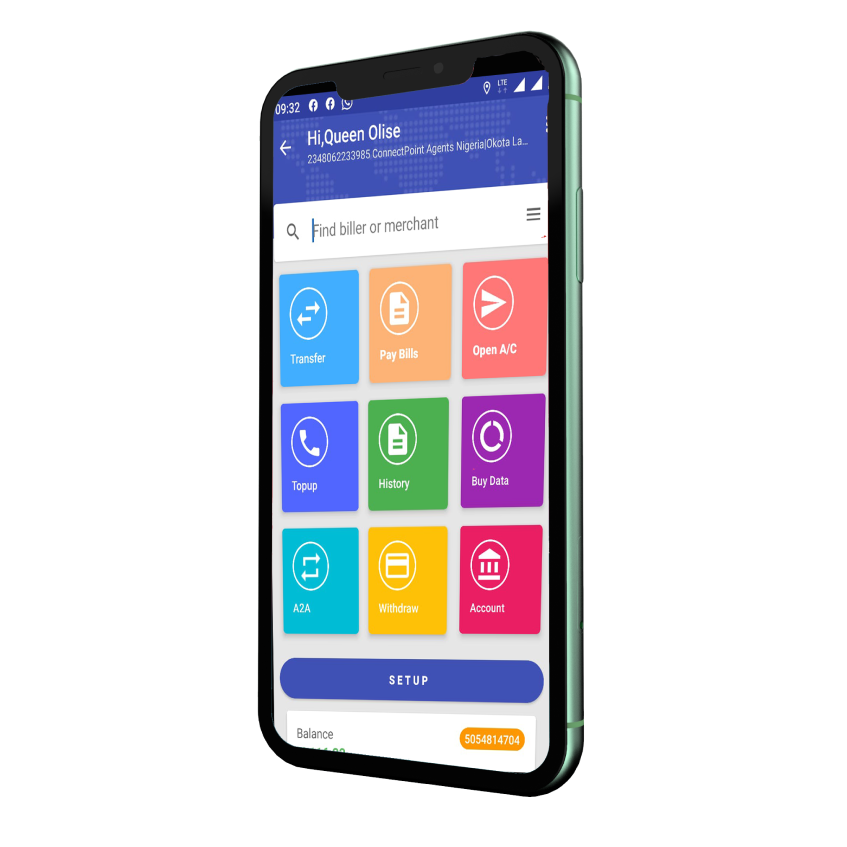 09:32 LTE
Hi,Queen Olise
2348062233985 ConnectPoint Agents Nigeria|Okota La...
Find biller or merchant
Transfer Pay Bills Open A/C
Topup History Buy Data
A2A Withdraw Account
SETUP
Balance 5054814704